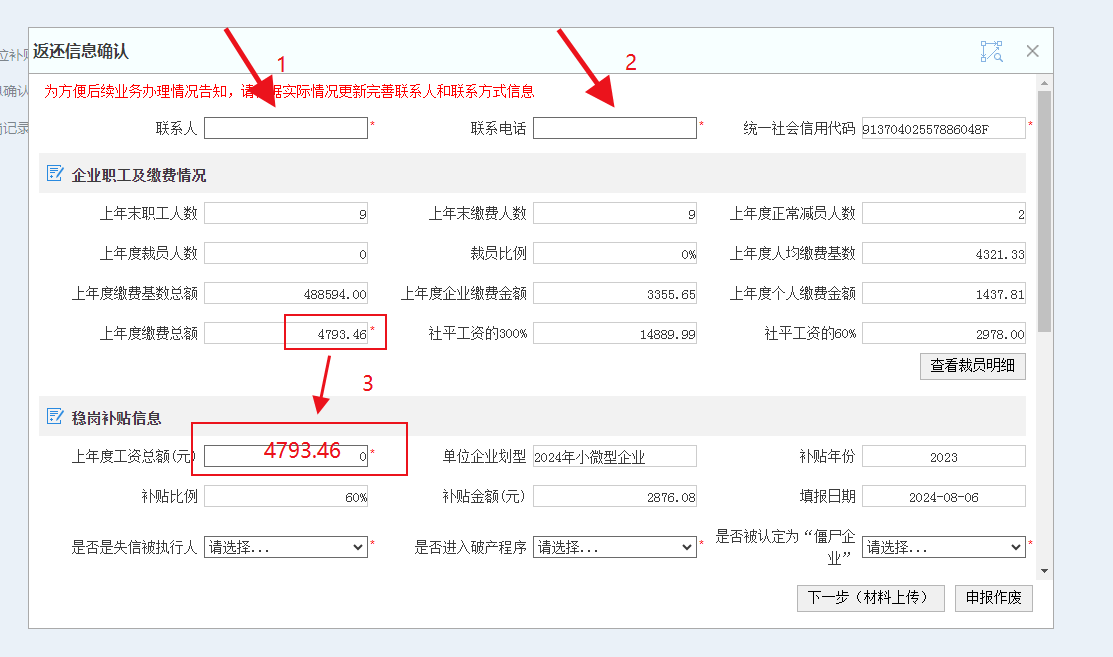 位补贴
返还信息确认
1
2
息确认
为方便后续业务办理情况告知，请 据实际情况更新完善联系人和联系方式信息
记录
联系人 * 联系电话 * 统一社会信用代码 91370402557886048F *
企业职工及缴费情况
上年末职工人数 9 上年末缴费人数 9 上年度正常减员人数 2
上年度裁员人数 0 裁员比例 0% 上年度人均缴费基数 4321.33
上年度缴费基数总额 488594.00 上年度企业缴费金额 3355.65 上年度个人缴费金额 1437.81
上年度缴费总额 4793.46 * 社平工资的300% 14889.99 社平工资的60% 2978.00
查看裁员明细
3
稳岗补贴信息
上年度工资总额(元) 4793.46 0 * 单位企业划型 2024年小微型企业 补贴年份 2023
补贴比例 60% 补贴金额(元) 2876.08 填报日期 2024-08-06
是否是失信被执行人 请选择... * 是否进入破产程序 请选择... * 是否被认定为“僵尸企
业” 请选择... *
下一步（材料上传） 申报作废